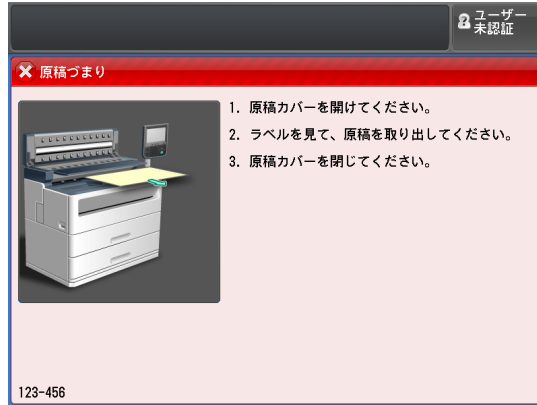 ユーザー
未認証
原稿づまり
1. 原稿カバーを開けてください。
2. ラベルを見て、原稿を取り出してください。
3. 原稿カバーを閉じてください。
123-456